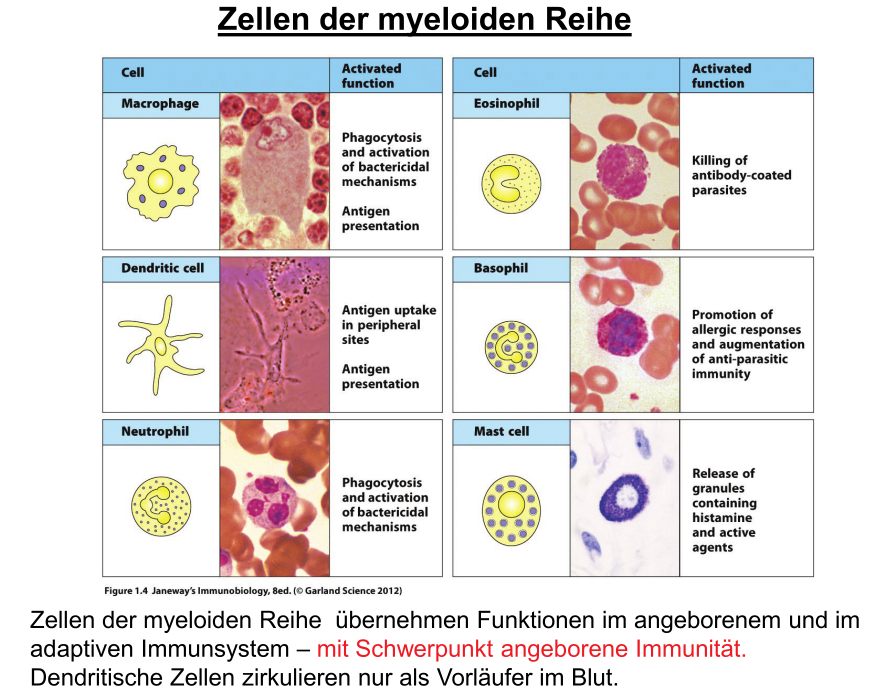 Zellen der myeloiden Reihe
Cell
Activated
function
Macrophage
Phagocytosis
and activation
of bactericidal
mechanisms
Antigen
presentation
Dendritic cell
Antigen uptake
in peripheral
sites
Antigen
presentation
Neutrophil
Phagocytosis
and activation
of bactericidal
mechanisms
Cell
Activated
function
Eosinophil
Killing of
antibody-coated
parasites
Basophil
Promotion of
allergic responses
and augmentation
of anti-parasitic
immunity
Mast cell
Release of
granules
containing
histamine
and active
agents
Figure 1.4 Janeway's Immunobiology, 8ed. (© Garland Science 2012)
Zellen der myeloiden Reihe übernehmen Funktionen im angeborenem und im
adaptiven Immunsystem – mit Schwerpunkt angeborene Immunität.
Dendritische Zellen zirkulieren nur als Vorläufer im Blut.